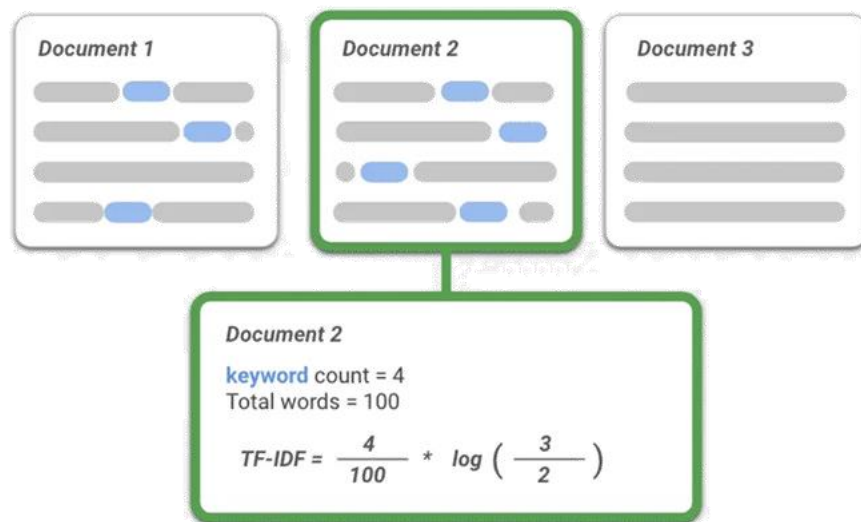 Document 1
Document 2
Document 3
Document 2
keyword count = 4
Total words = 100
TF-IDF = 4/100 * log ( 3/2 )